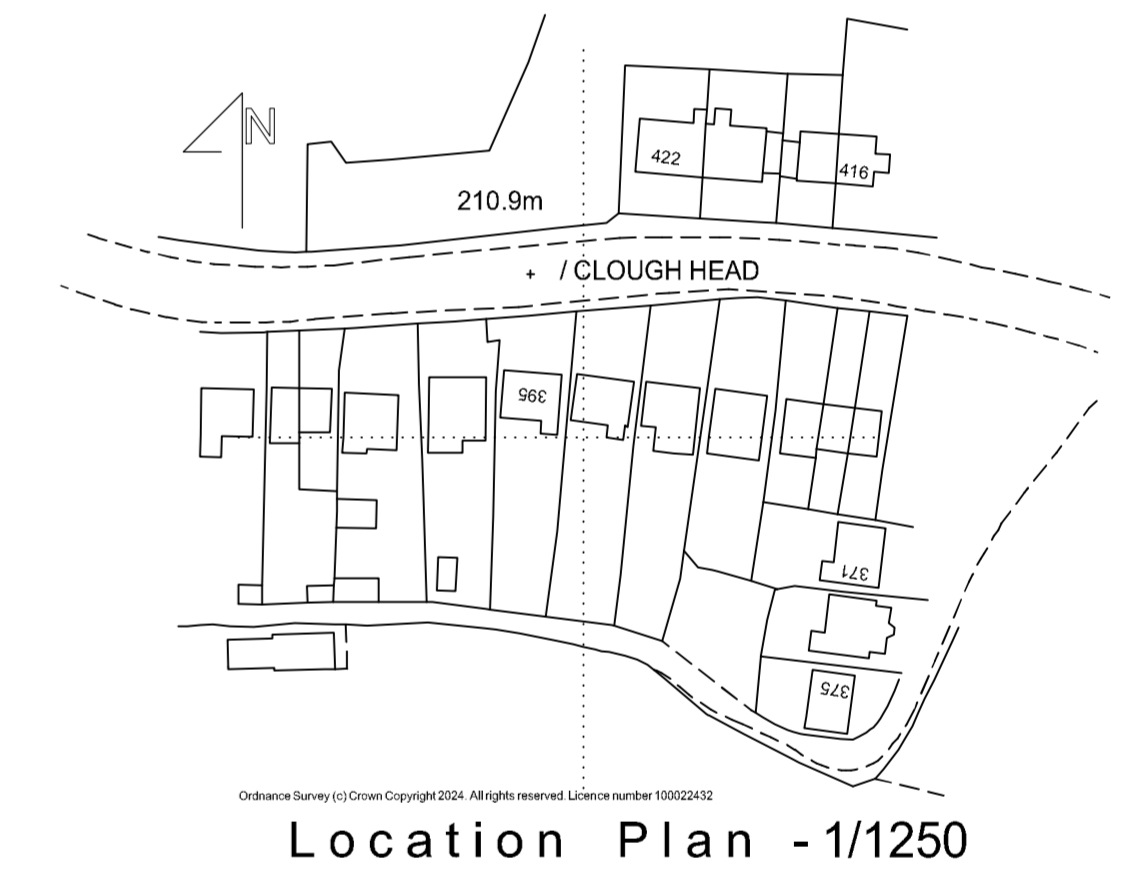 N
422
416
210.9m
+ / CLOUGH HEAD
395
371
375
Ordnance Survey (c) Crown Copyright 2024. All rights reserved. Licence number 100022432
Location Plan - 1/1250